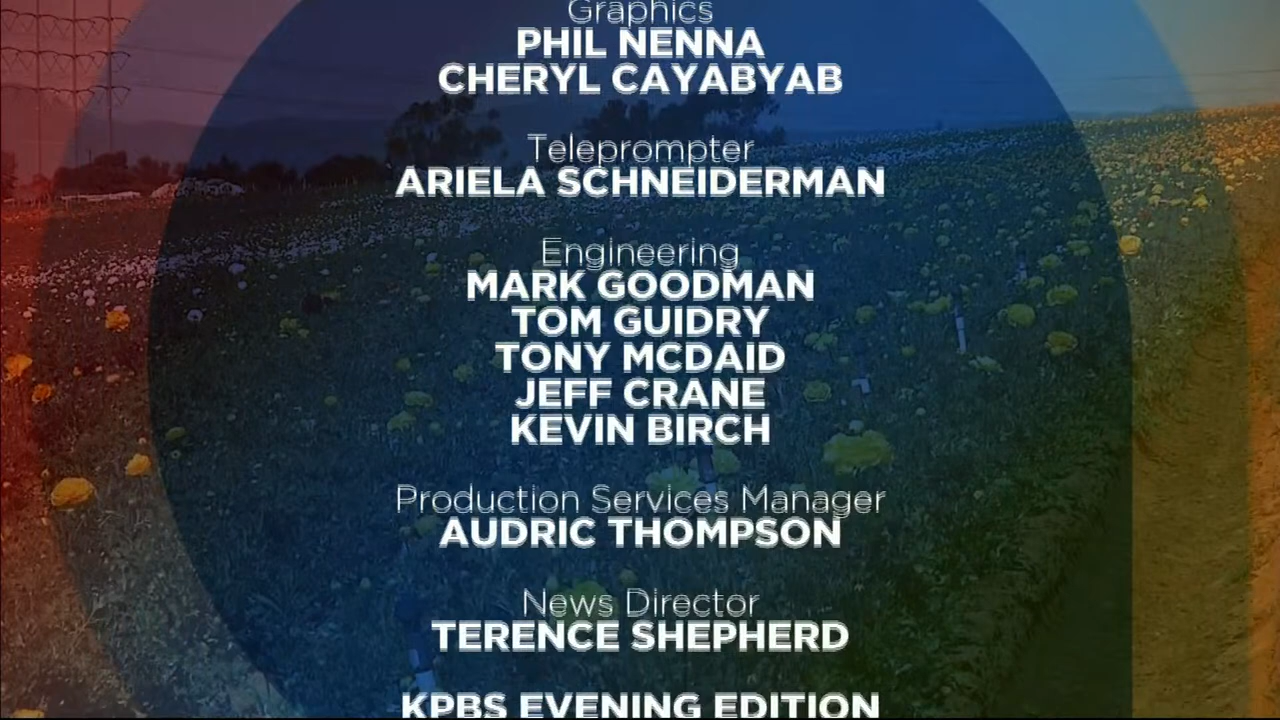 Graphics
PHIL NENNA
CHERYL CAYABYAB
Teleprompter
ARIELA SCHNEIDERMAN
Engineering
MARK GOODMAN
TOM GUIDRY
TONY MCDAID
JEFF CRANE
KEVIN BIRCH
Production Services Manager
AUDRIC THOMPSON
News Director
TERENCE SHEPHERD
KPBS EVENING EDITION